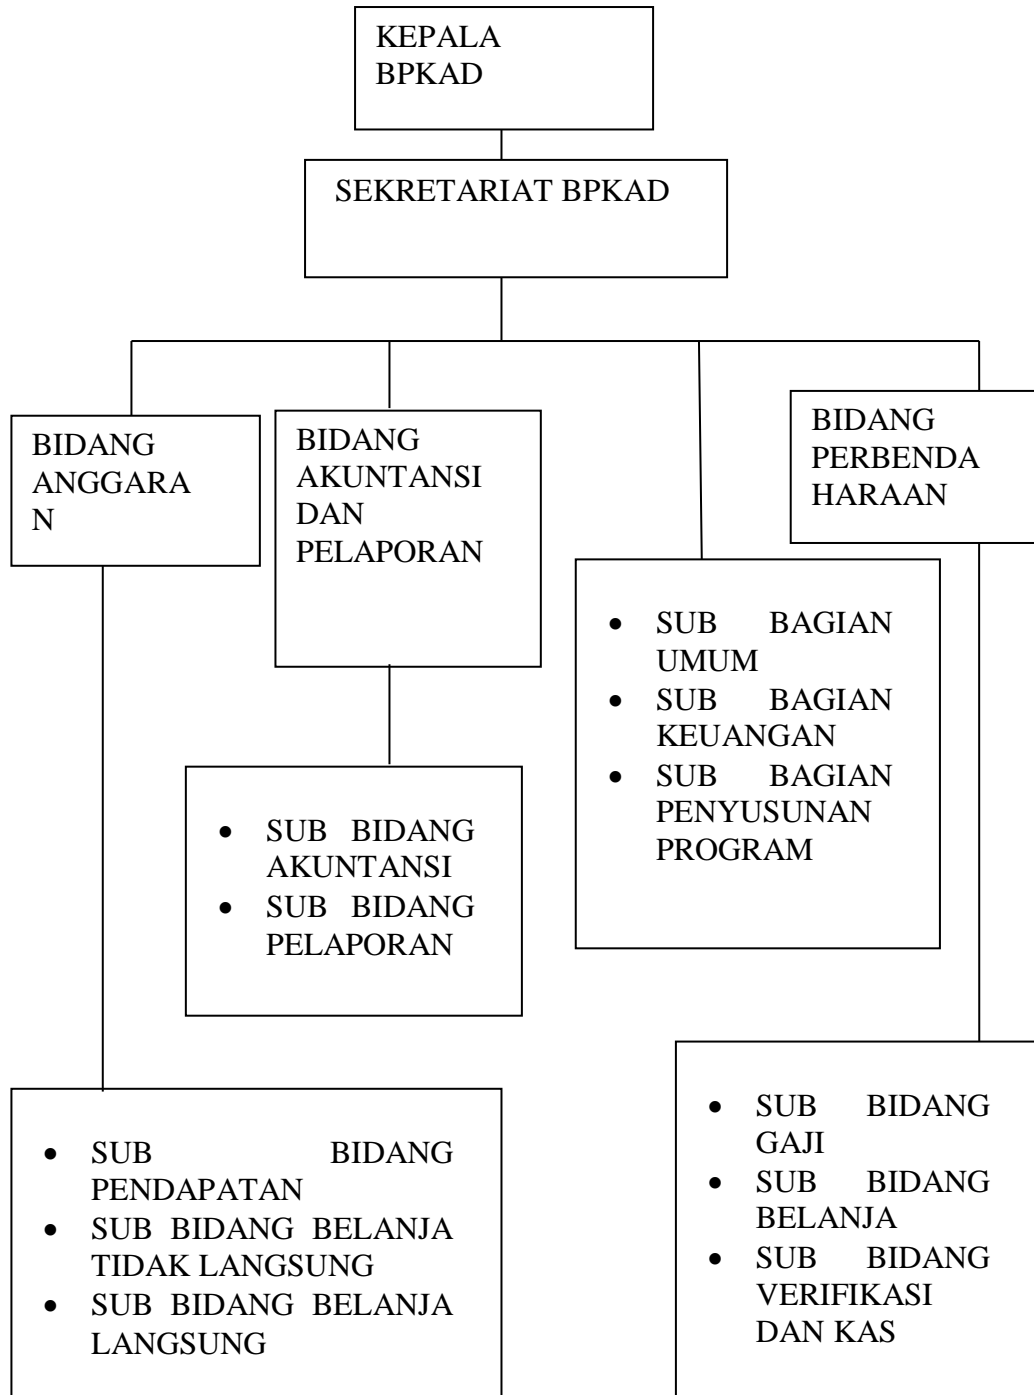 KEPALA
BPKAD
SEKRETARIAT BPKAD
BIDANG
ANGGARA
N
BIDANG
AKUNTANSI
DAN
PELAPORAN
BIDANG
PERBENDA
HARAAN
• SUB BAGIAN
UMUM
• SUB BAGIAN
KEUANGAN
• SUB BAGIAN
PENYUSUNAN
PROGRAM
• SUB BIDANG
AKUNTANSI
• SUB BIDANG
PELAPORAN
• SUB BIDANG
PENDAPATAN
• SUB BIDANG BELANJA
TIDAK LANGSUNG
• SUB BIDANG BELANJA
LANGSUNG
• SUB BIDANG
GAJI
• SUB BIDANG
BELANJA
• SUB BIDANG
VERIFIKASI
DAN KAS